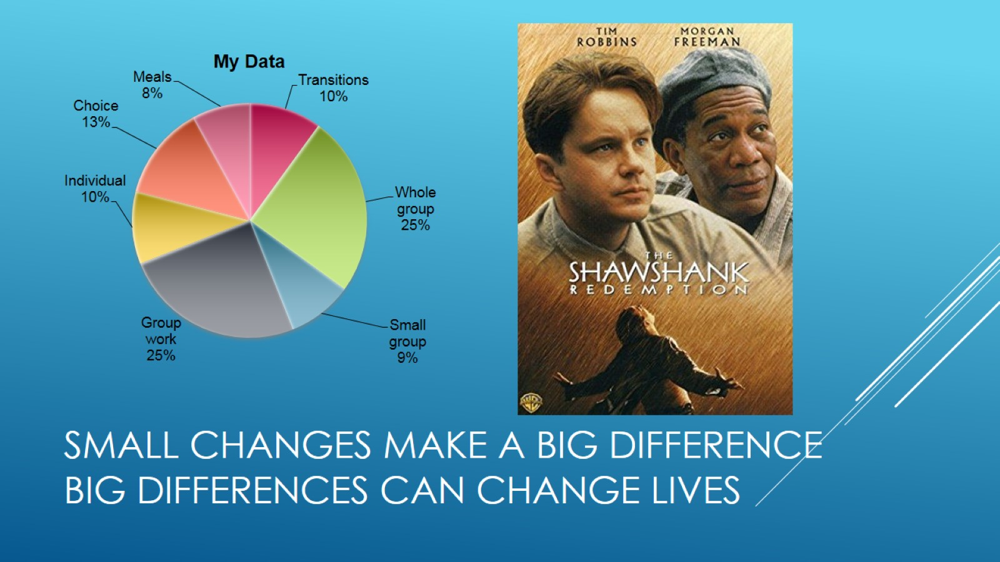 My Data
Meals
8%
Transitions
10%
Choice
13%
Individual
10%
Whole
group
25%
Group
work
25%
Small
group
9%
TIM
ROBBINS
MORGAN
FREEMAN
THE
SHAWSHANK
REDEMPTION
WB
SMALL CHANGES MAKE A BIG DIFFERENCE
BIG DIFFERENCES CAN CHANGE LIVES